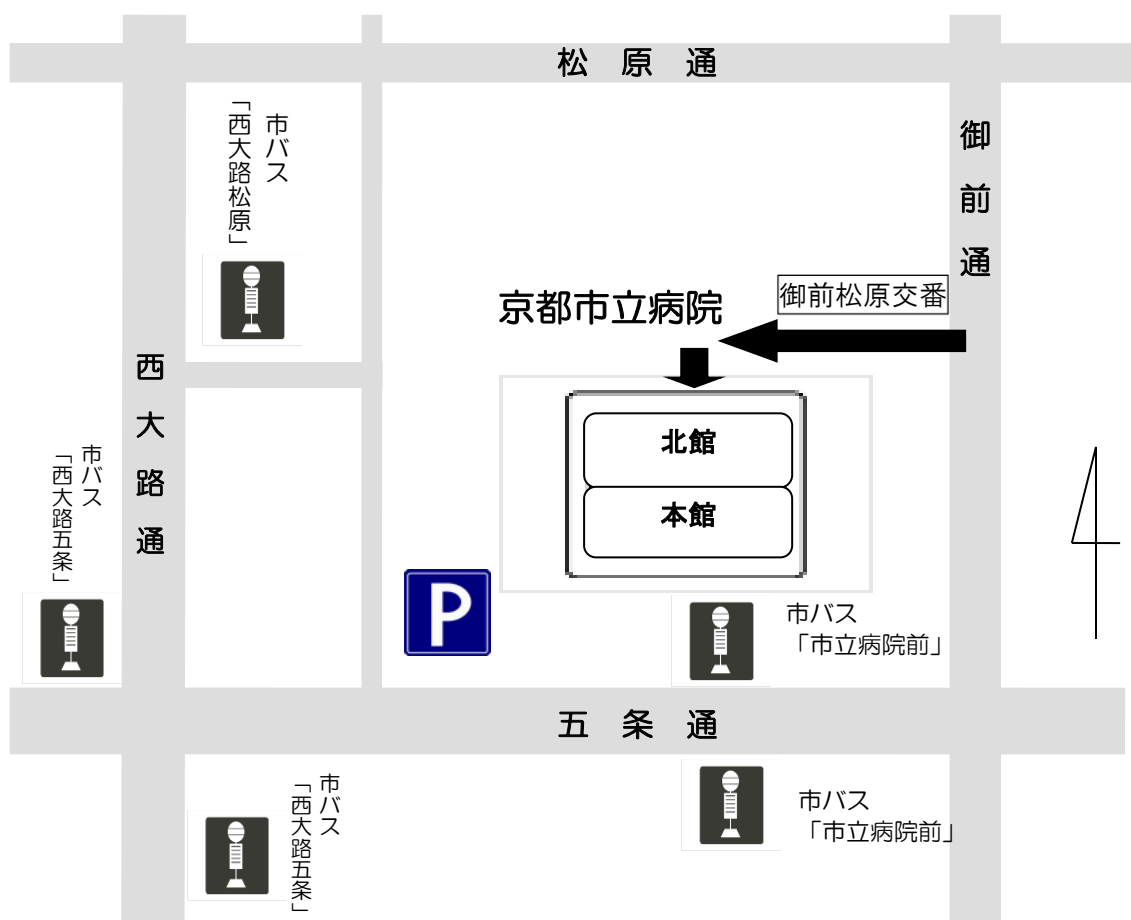 松原通
御前通
市バス
「西大路松原」
御前松原交番
京都市立病院
西大路通
北館
本館
市バス
「西大路五条」
P
市バス
「市立病院前」
五条通
市バス
「西大路五条」
市バス
「市立病院前」